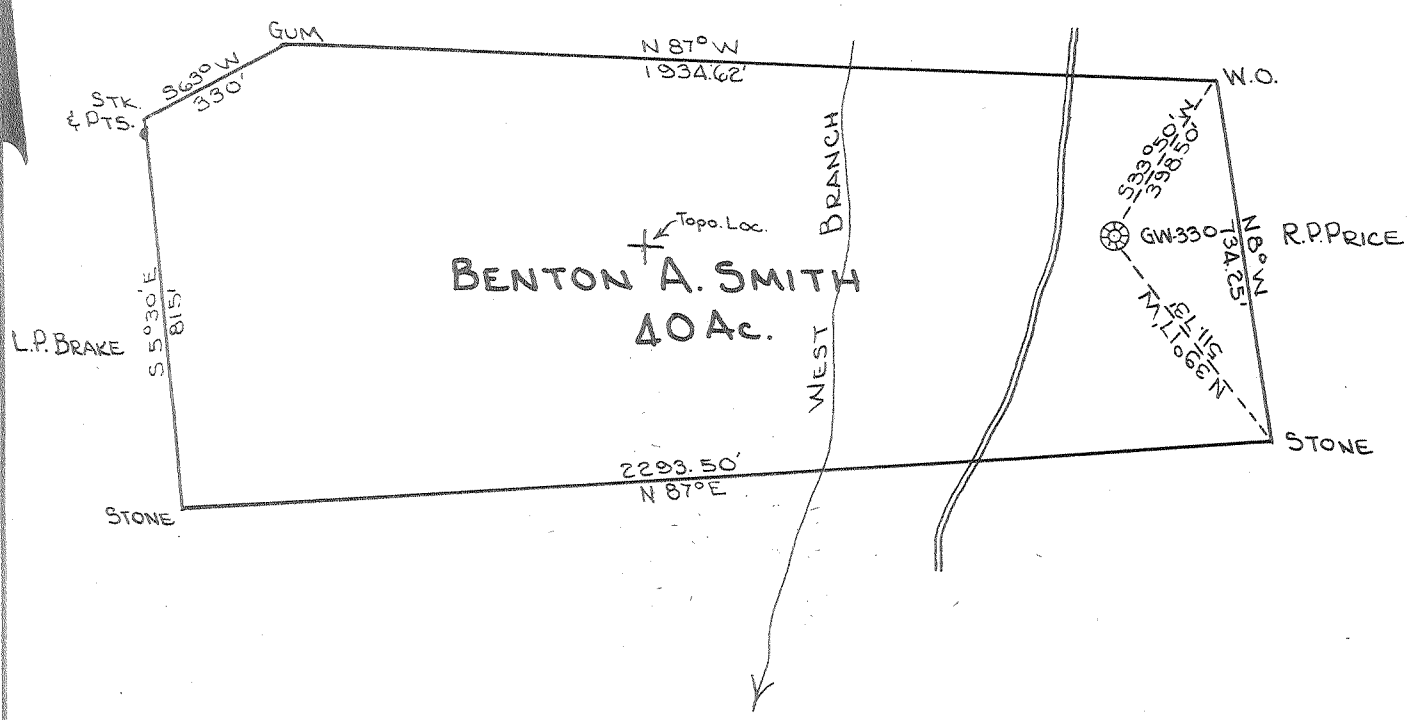 GUM
N 87° W
1934.62'
W.O.
S 63° W
330'
STK.
& PTS.
S 33° 50' W
398.50'
WEST BRANCH
Topo. Loc.
GW-330
N 8° W
734.25'
R.P. PRICE
BENTON A. SMITH
40 Ac.
L.P. BRAKE
S 5° 30' E
815'
N 39° 17' W
511.73'
STONE
2293.50'
N 87° E
STONE